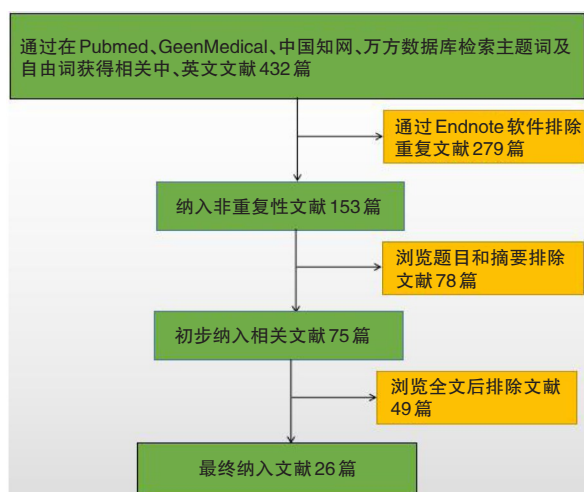 通过在Pubmed、GeenMedical、中国知网、万方数据库检索主题词及
自由词获得相关中、英文文献432篇
通过Endnote软件排除
重复文献279篇
纳入非重复性文献153篇
浏览题目和摘要排除
文献78篇
初步纳入相关文献75篇
浏览全文后排除文献
49篇
最终纳入文献26篇